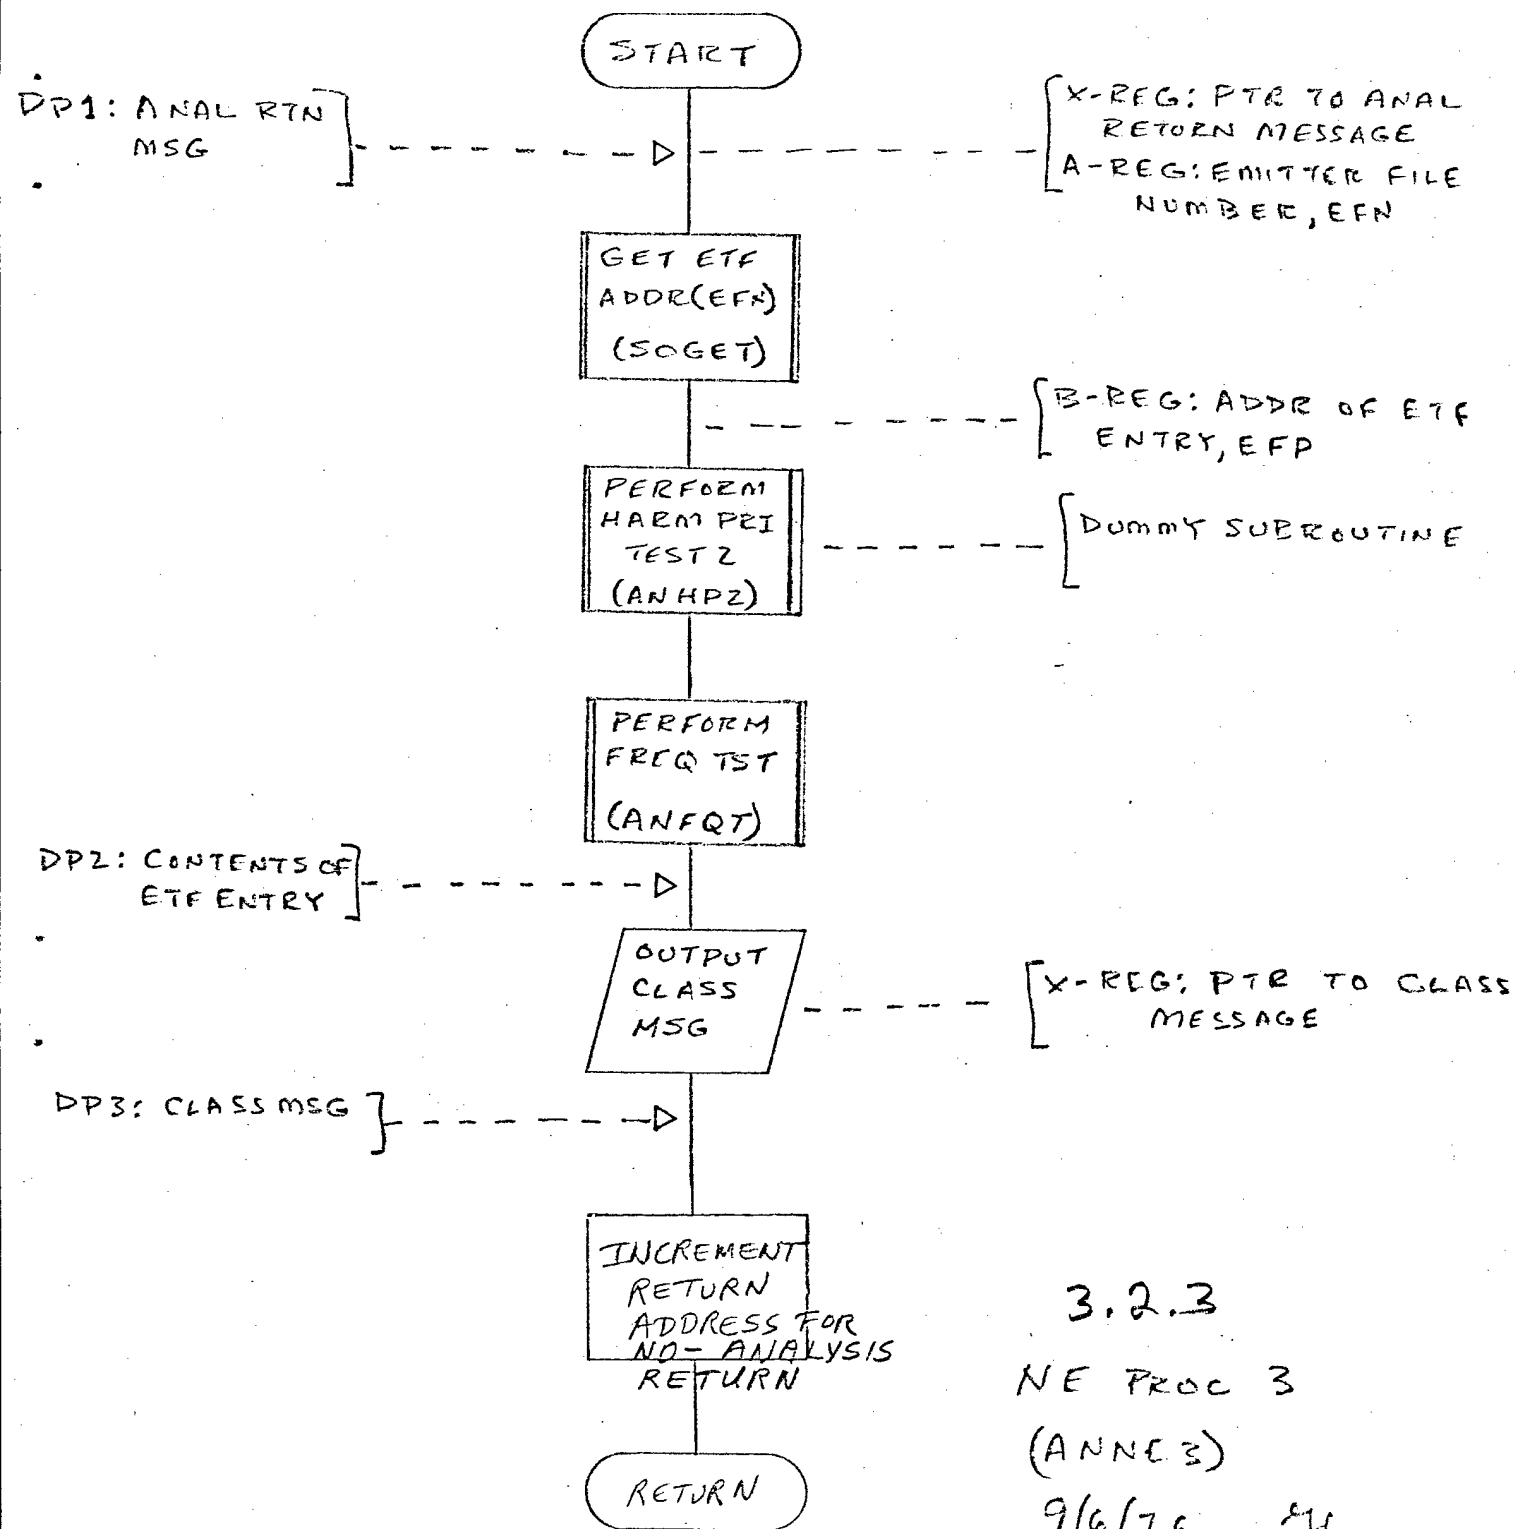 START
DP1: ANAL RTN
MSG
X-REG: PTR TO ANAL
RETURN MESSAGE
A-REG: EMITTER FILE
NUMBER, EFN
GET ETF
ADDR(EFN)
(SOGET)
B-REG: ADDR OF ETF
ENTRY, EFP
PERFORM
HARM PRI
TEST 2
(ANHP2)
DUMMY SUBROUTINE
PERFORM
FREQ TST
(ANFQT)
DP2: CONTENTS OF
ETF ENTRY
OUTPUT
CLASS
MSG
X-REG: PTR TO CLASS
MESSAGE
DP3: CLASS MSG
INCREMENT
RETURN
ADDRESS FOR
NO-ANALYSIS
RETURN
RETURN
3.2.3
NE PROC 3
(ANNE3)
9/6/76